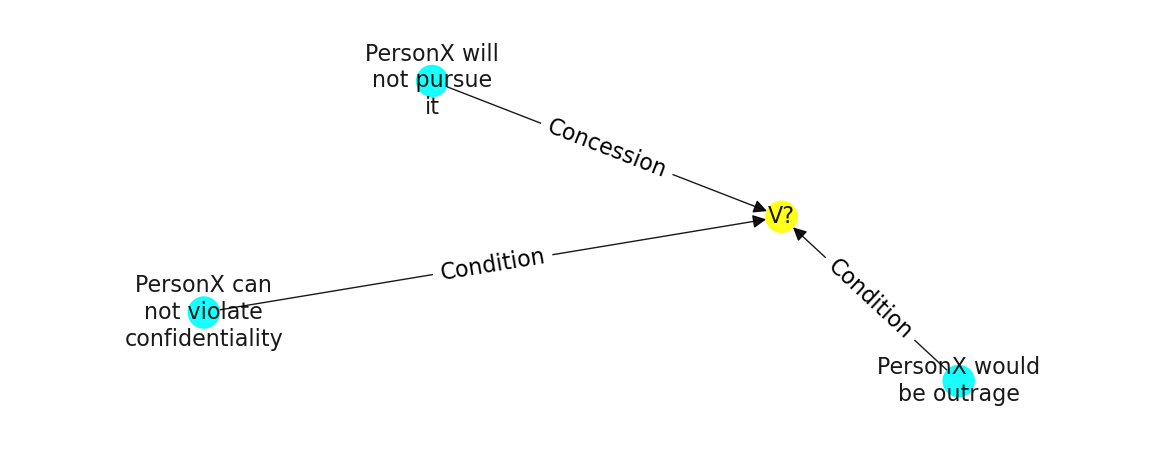 PersonX will
not pursue
it
Concession
V?
Condition
PersonX can
not violate
confidentiality
Condition
PersonX would
be outrage